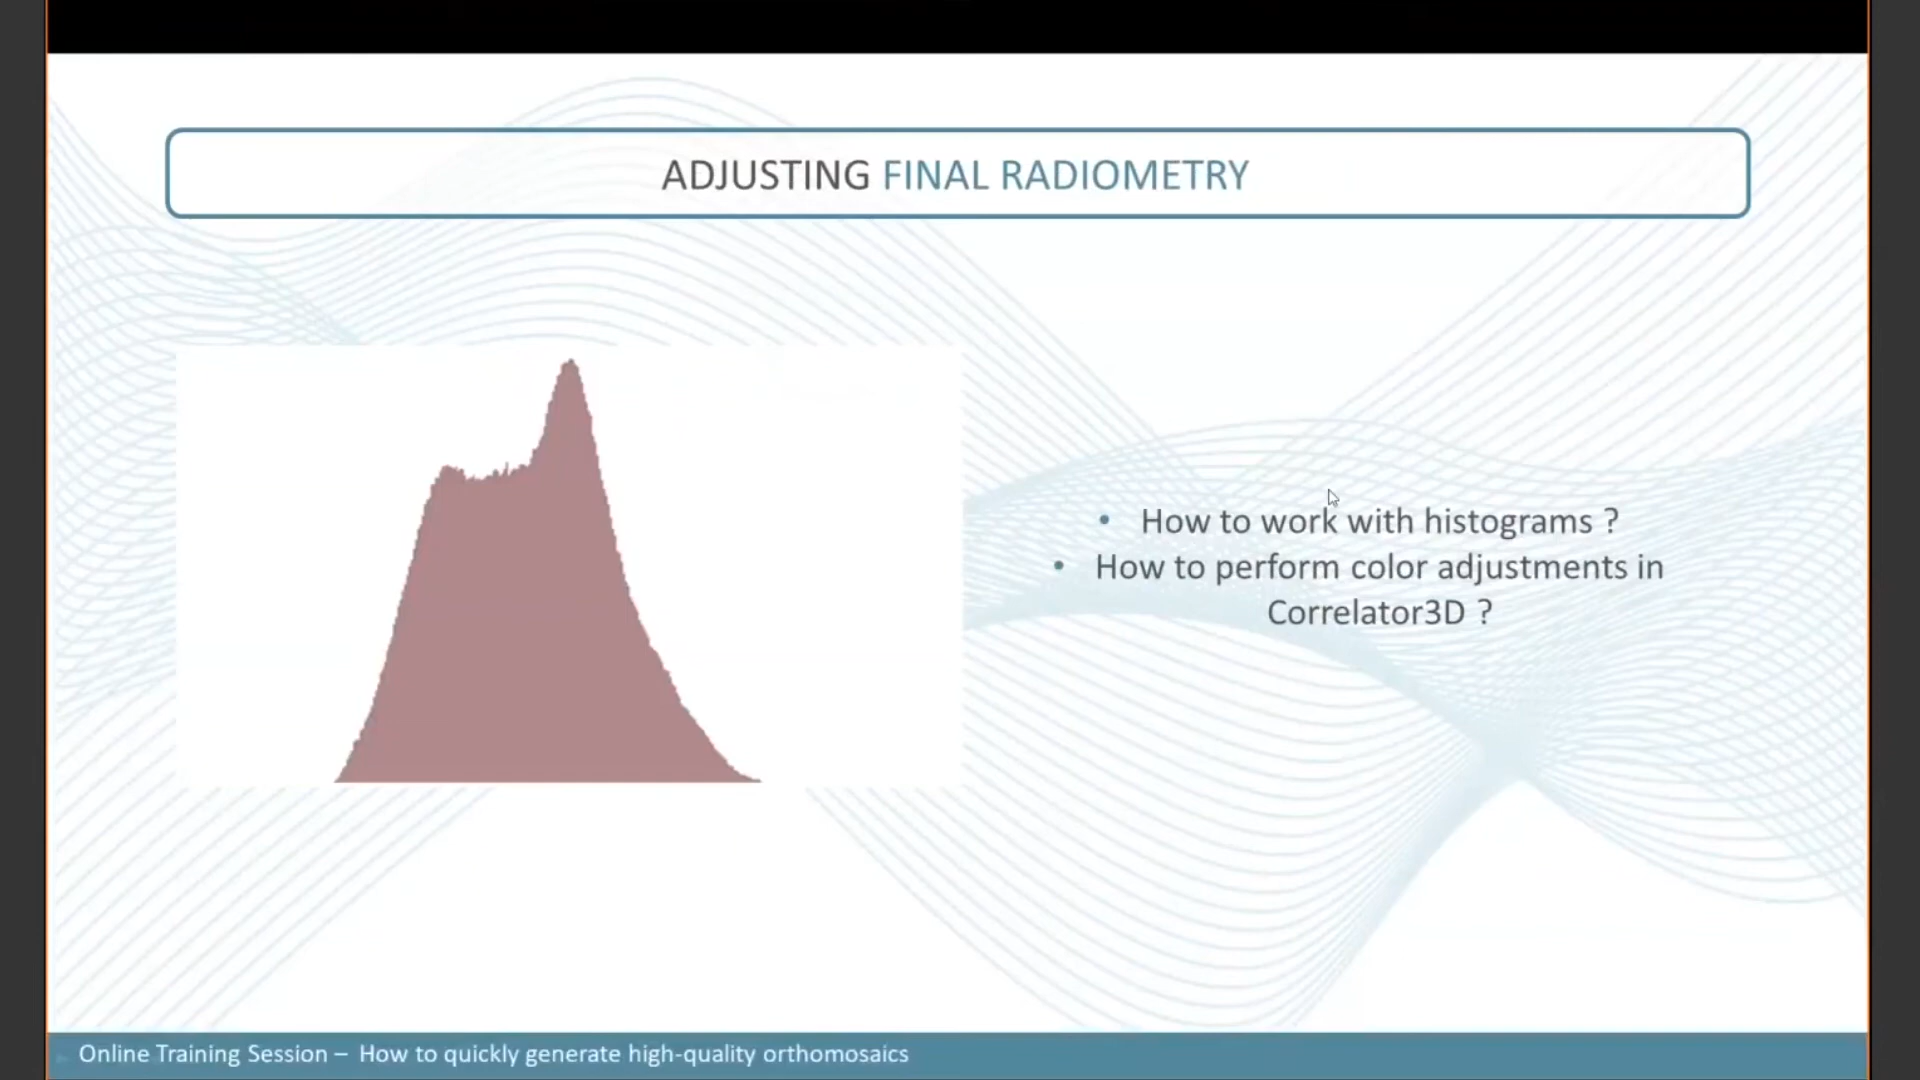 ADJUSTING FINAL RADIOMETRY
• How to work with histograms ?
• How to perform color adjustments in
Correlator3D ?
Online Training Session – How to quickly generate high-quality orthomosaics